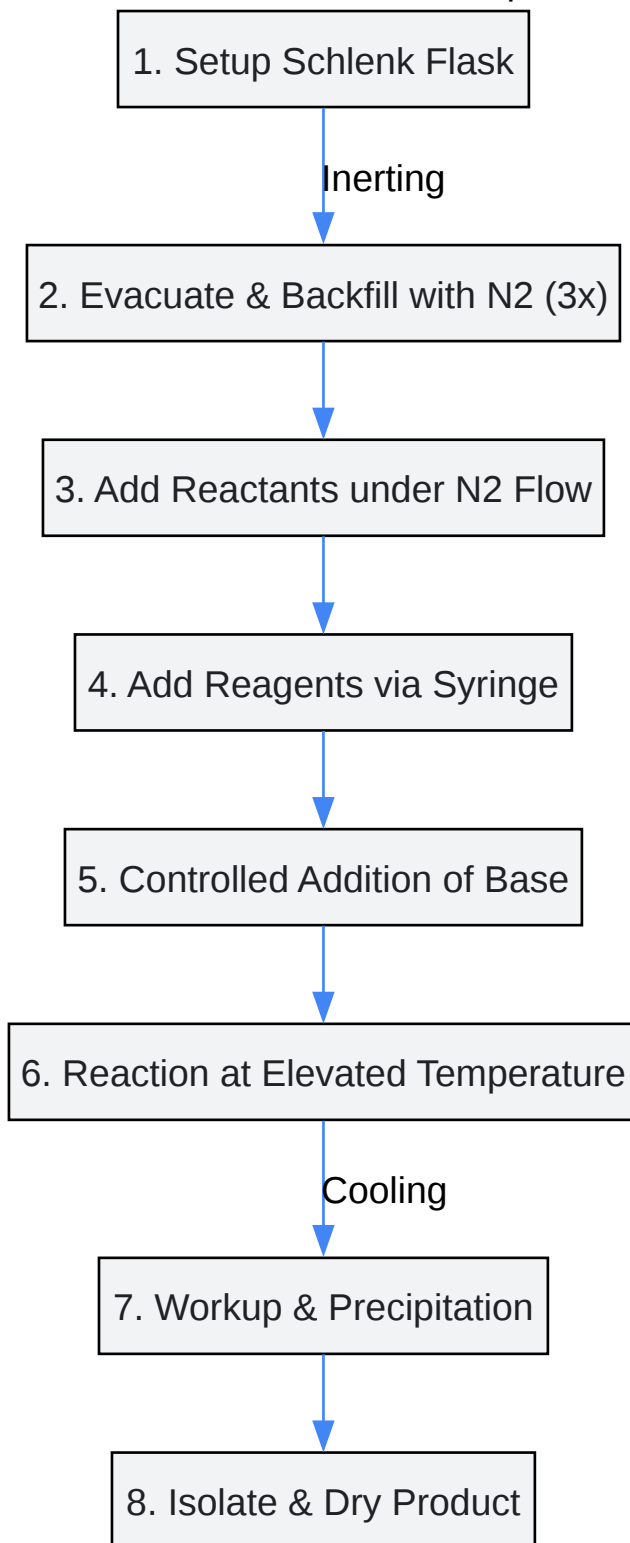 1. Setup Schlenk Flask
Inerting
2. Evacuate & Backfill with N2 (3x)
3. Add Reactants under N2 Flow
4. Add Reagents via Syringe
5. Controlled Addition of Base
6. Reaction at Elevated Temperature
Cooling
7. Workup & Precipitation
8. Isolate & Dry Product